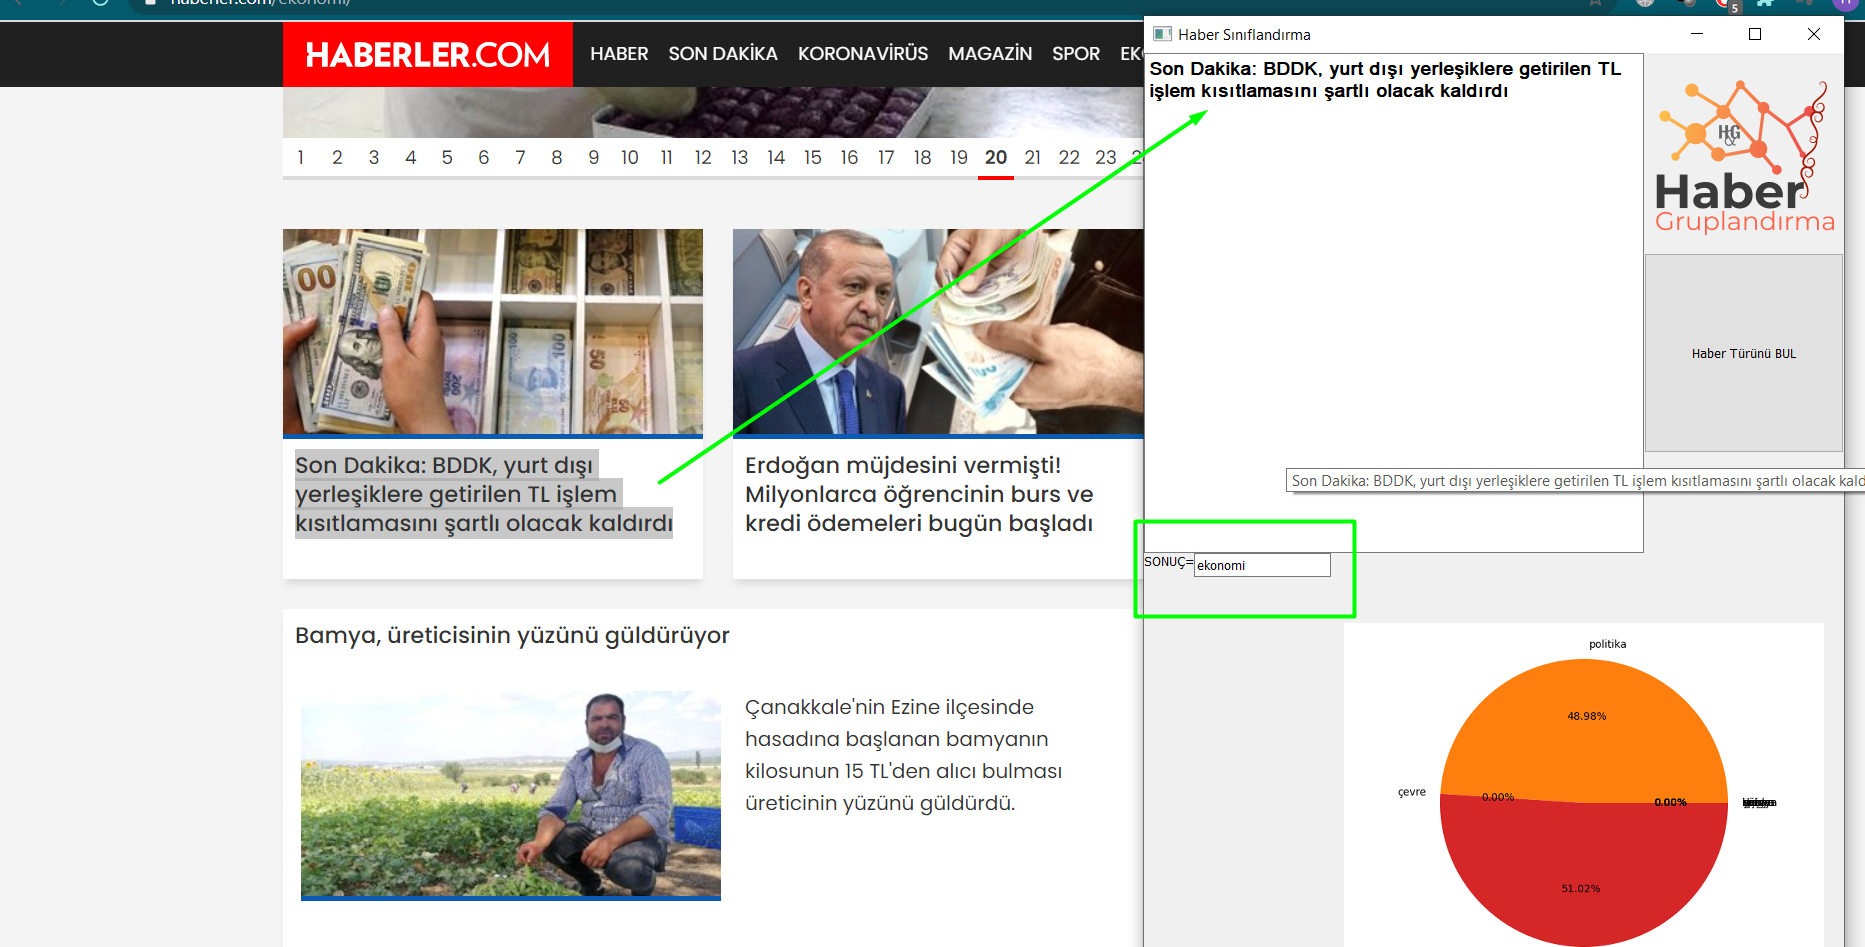 haberler.com/ekonomi/
5
HABERLER.COM
HABER SON DAKİKA KORONAVİRÜS MAGAZİN SPOR
1 2 3 4 5 6 7 8 9 10 11 12 13 14 15 16 17 18 19 20 21 22 23
Son Dakika: BDDK, yurt dışı
yerleşiklere getirilen TL işlem
kısıtlamasını şartlı olacak kaldırdı
Erdoğan müjdesini vermişti!
Milyonlarca öğrencinin burs ve
kredi ödemeleri bugün başladı
Bamya, üreticisinin yüzünü güldürüyor
Çanakkale'nin Ezine ilçesinde
hasadına başlanan bamyanın
kilosunun 15 TL'den alıcı bulması
üreticinin yüzünü güldürdü.
Haber Sınıflandırma
Son Dakika: BDDK, yurt dışı yerleşiklere getirilen TL
işlem kısıtlamasını şartlı olacak kaldırdı
H&G
Haber
Gruplandırma
Haber Türünü BUL
Son Dakika: BDDK, yurt dışı yerleşiklere getirilen TL işlem kısıtlamasını şartlı olacak kald
SONUÇ= ekonomi
politika
48.98%
çevre
0.00%
0.00%
51.02%